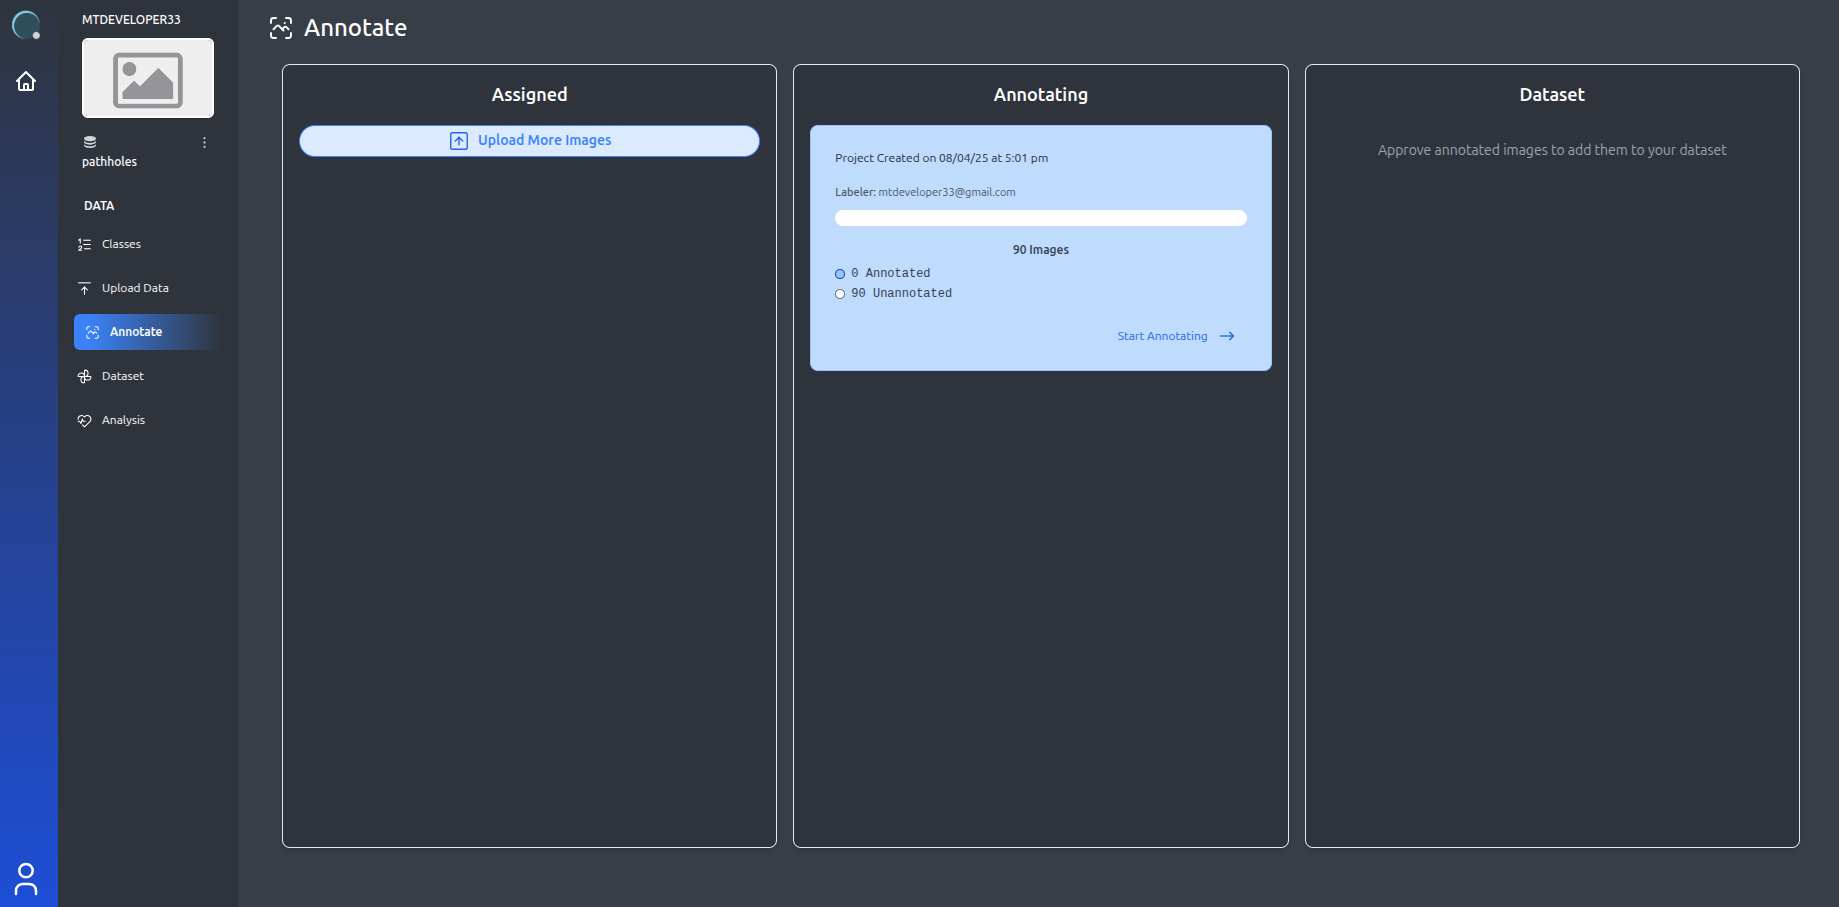 MTDEVELOPER33
pathholes
DATA
Classes
Upload Data
Annotate
Dataset
Analysis
Annotate
Assigned
Upload More Images
Annotating
Project Created on 08/04/25 at 5:01 pm
Labeler: mtdeveloper33@gmail.com
90 Images
0 Annotated
90 Unannotated
Start Annotating
Dataset
Approve annotated images to add them to your dataset